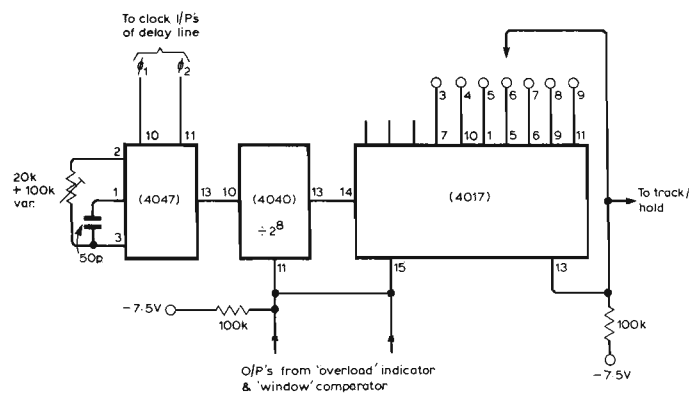 To clock I/P's
of delay line
ϕ1 ϕ2
3 4 5 6 7 8 9
10 11
7 10 1 5 6 9 11
2
20k
+ 100k
var.
1
(4047)
13 10
(4040)
13 14
(4017)
To track/
hold
÷2⁸
3
50p
11
15
13
-7.5V
100k
100k
O/P's from 'overload' indicator
& 'window' comparator
-7.5V